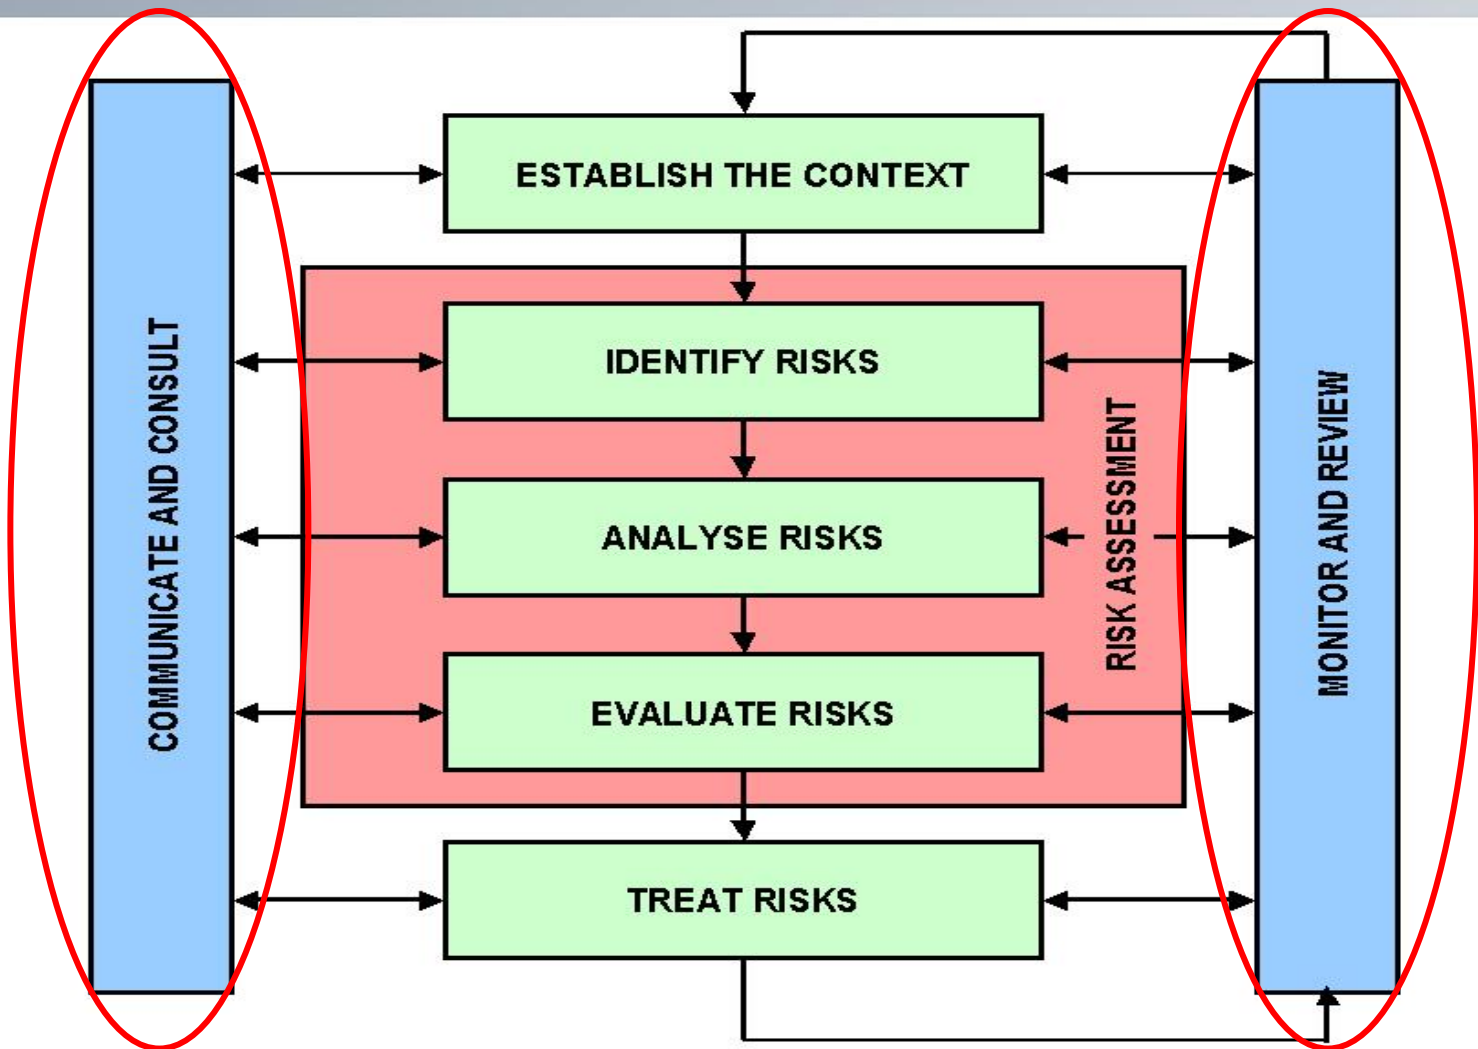 ESTABLISH THE CONTEXT
COMMUNICATE AND CONSULT
IDENTIFY RISKS
ANALYSE RISKS
EVALUATE RISKS
RISK ASSESSMENT
MONITOR AND REVIEW
TREAT RISKS